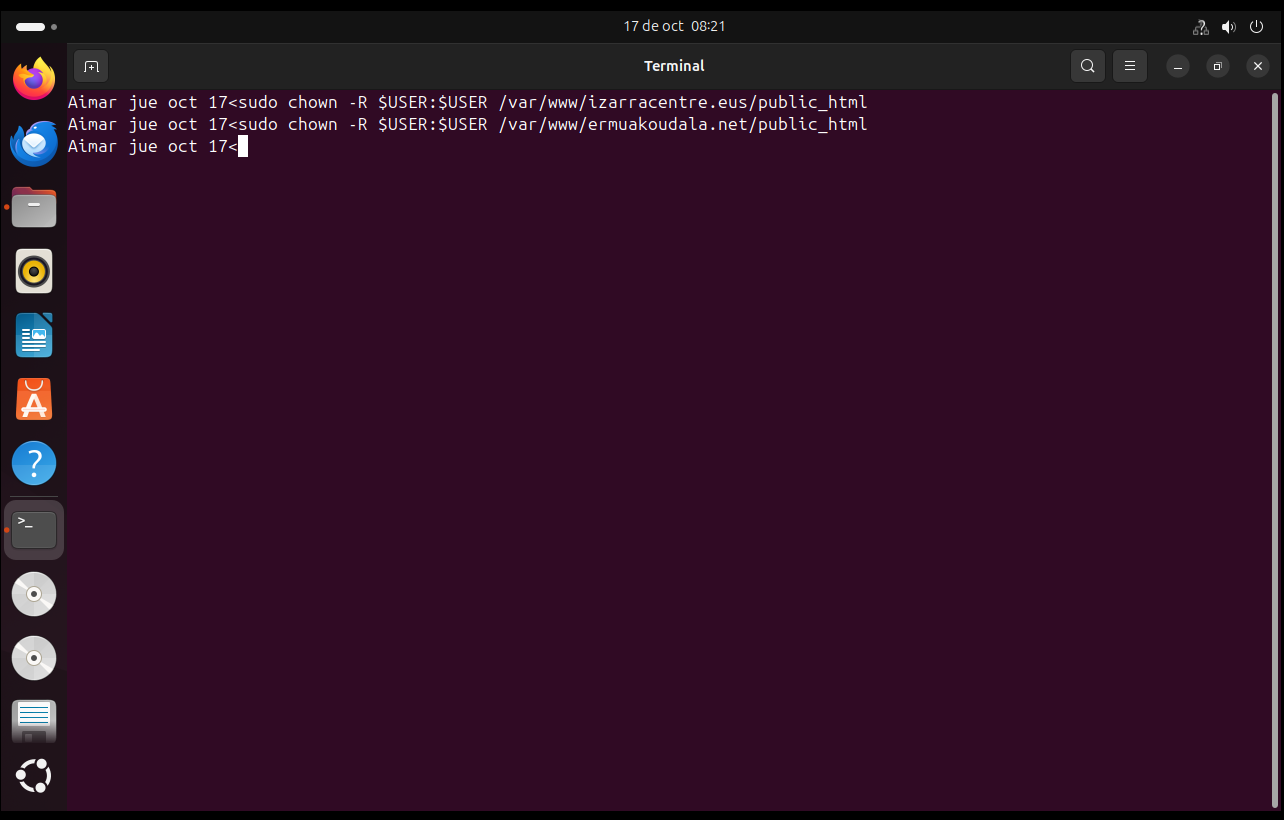 17 de oct 08:21
Terminal
Aimar jue oct 17<sudo chown -R $USER:$USER /var/www/izarracentre.eus/public_html
Aimar jue oct 17<sudo chown -R $USER:$USER /var/www/ermuakoudala.net/public_html
Aimar jue oct 17<